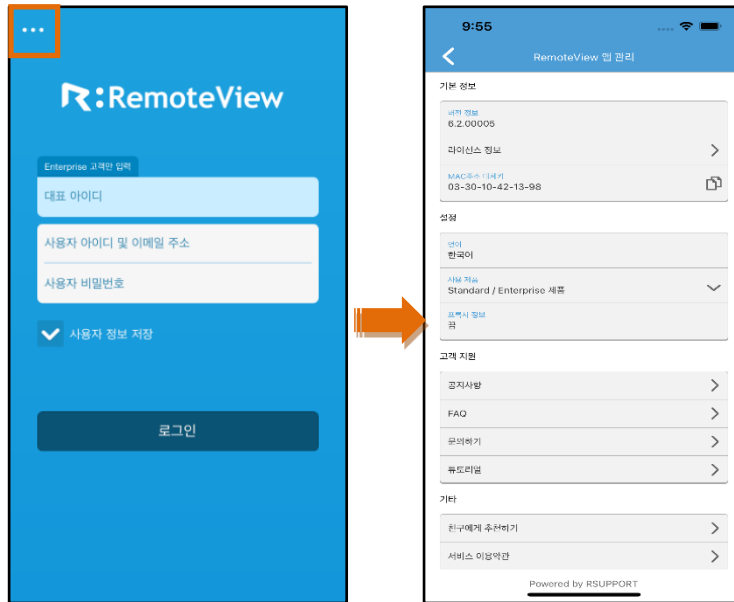 ...
R:RemoteView
Enterprise 고객만 입력
대표 아이디
사용자 아이디 및 이메일 주소
사용자 비밀번호
사용자 정보 저장
로그인
9:55
RemoteView 앱 관리
기본 정보
버전 정보
6.2.00005
라이선스 정보
MAC주소 대체키
03-30-10-42-13-98
설정
언어
한국어
사용 제품
Standard / Enterprise 제품
프록시 정보
끔
고객 지원
공지사항
FAQ
문의하기
튜토리얼
기타
친구에게 추천하기
서비스 이용약관
Powered by RSUPPORT